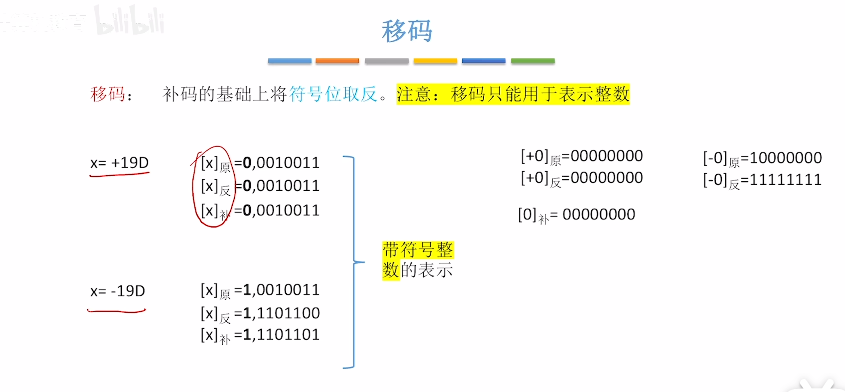 bilibili
移码
移码： 补码的基础上将符号位取反。注意：移码只能用于表示整数
x= +19D
[x]原=0,0010011
[x]反=0,0010011
[x]补=0,0010011
[+0]原=00000000
[+0]反=00000000
[-0]原=10000000
[-0]反=11111111
[0]补= 00000000
带符号整
数的表示
x= -19D
[x]原=1,0010011
[x]反=1,1101100
[x]补=1,1101101